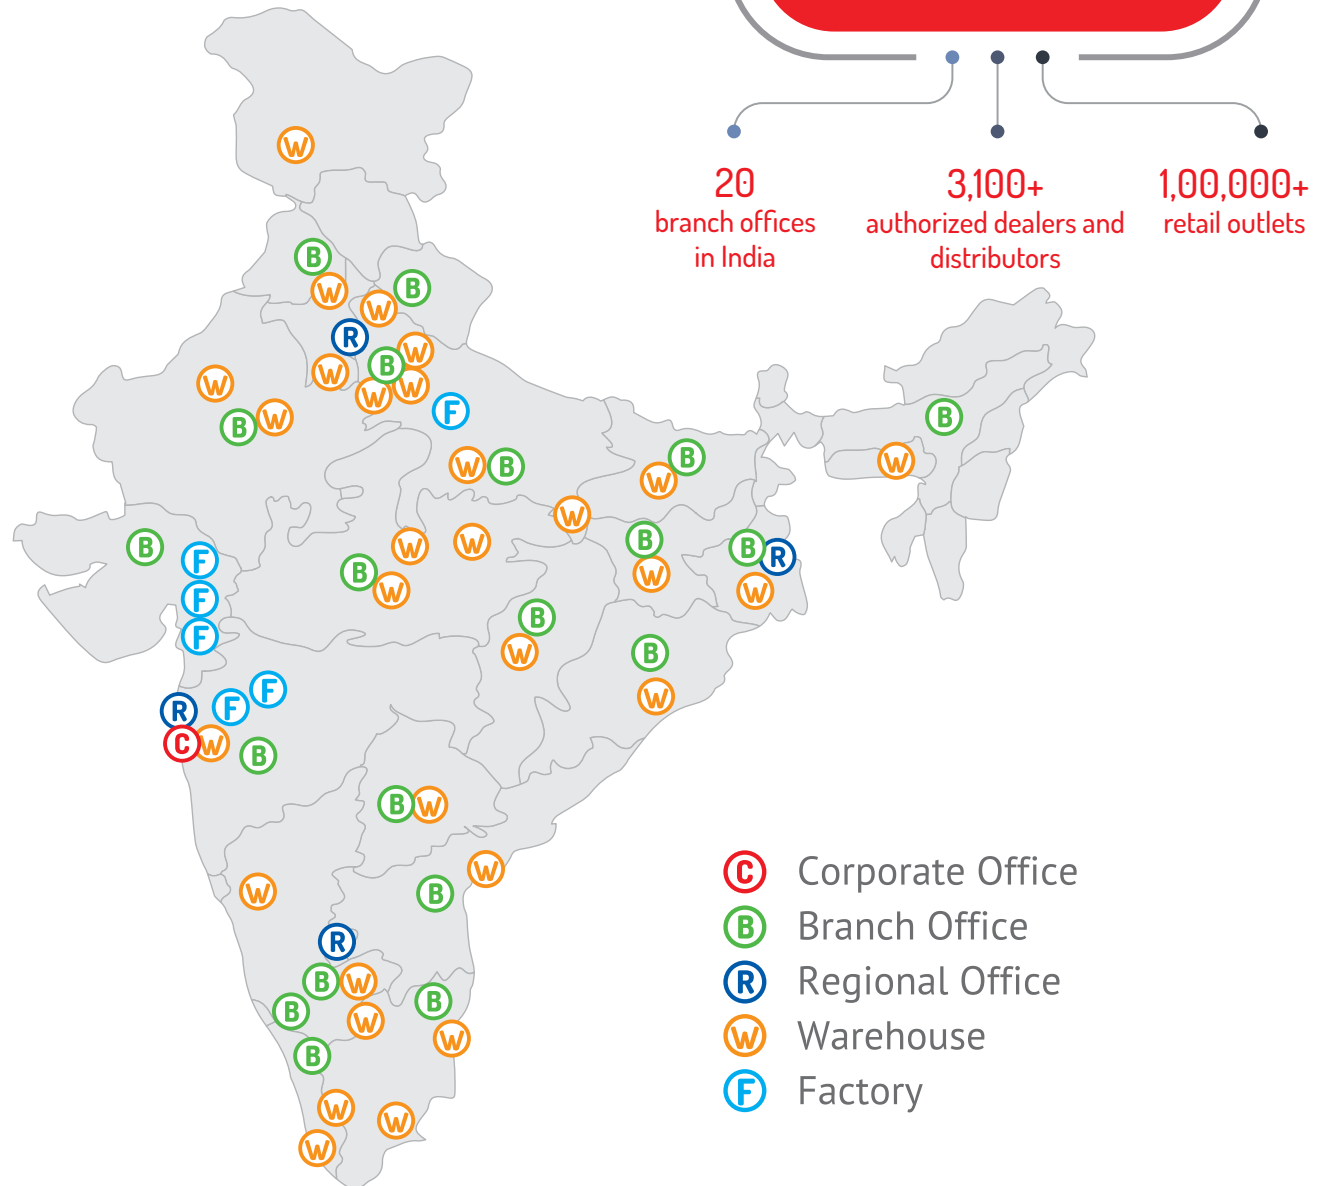 20
branch offices
in India
3,100+
authorized dealers and
distributors
1,00,000+
retail outlets
W
B
W
B
W
R
W
B
W
W
W
W
W
B
W
F
W
B
B
W
B
W
W
B
F
W
W
B
W
B
W
B
R
W
F
F
B
W
B
W
R
F
F
C
W
B
B
W
W
B
W
R
B
W
B
W
B
W
B
W
W
W
C Corporate Office
B Branch Office
R Regional Office
W Warehouse
F Factory